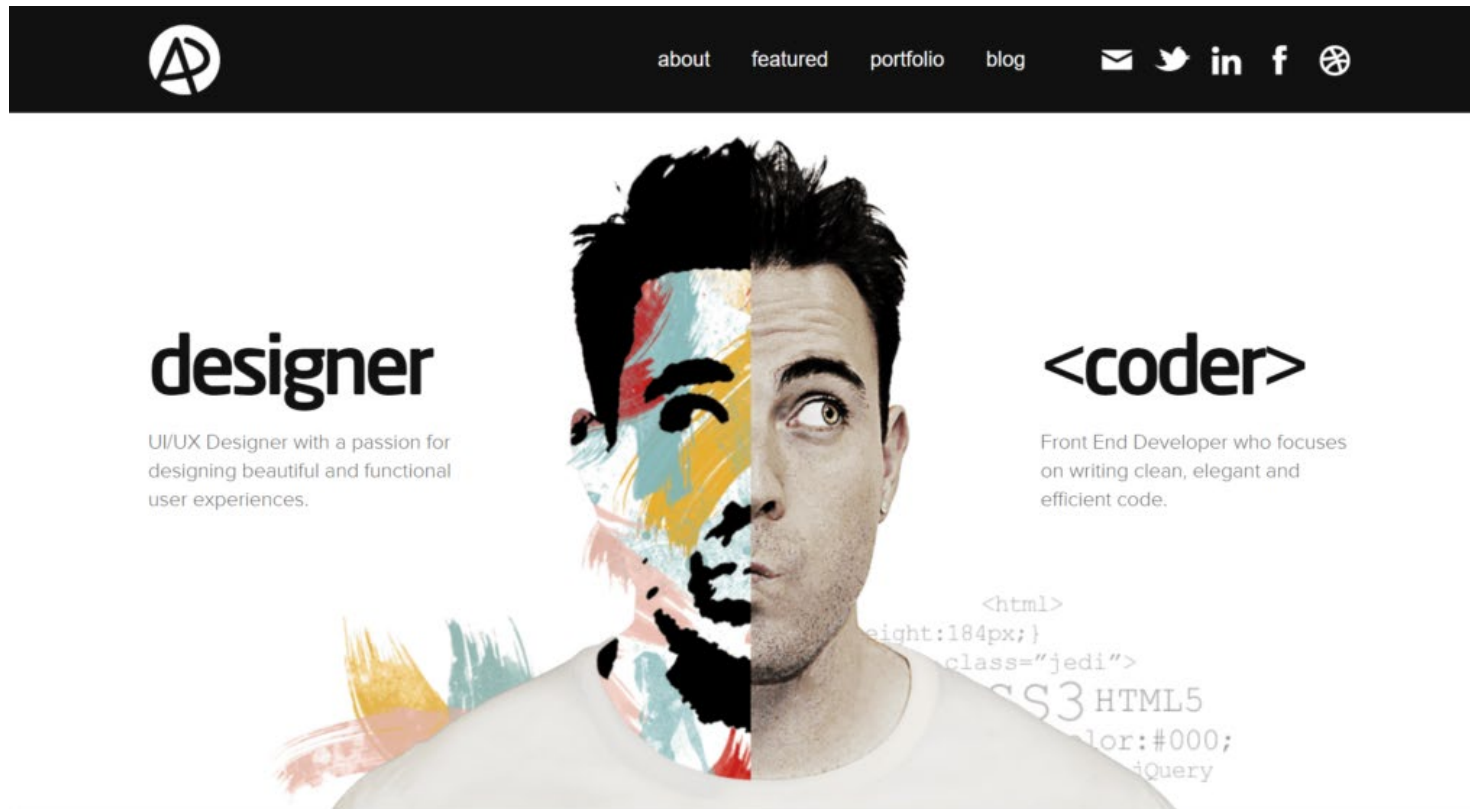 about featured portfolio blog
designer
UI/UX Designer with a passion for
designing beautiful and functional
user experiences.
<coder>
Front End Developer who focuses
on writing clean, elegant and
efficient code.
<html>
eight:184px;}
class="jedi">
SS3 HTML5
lor:#000;
jQuery